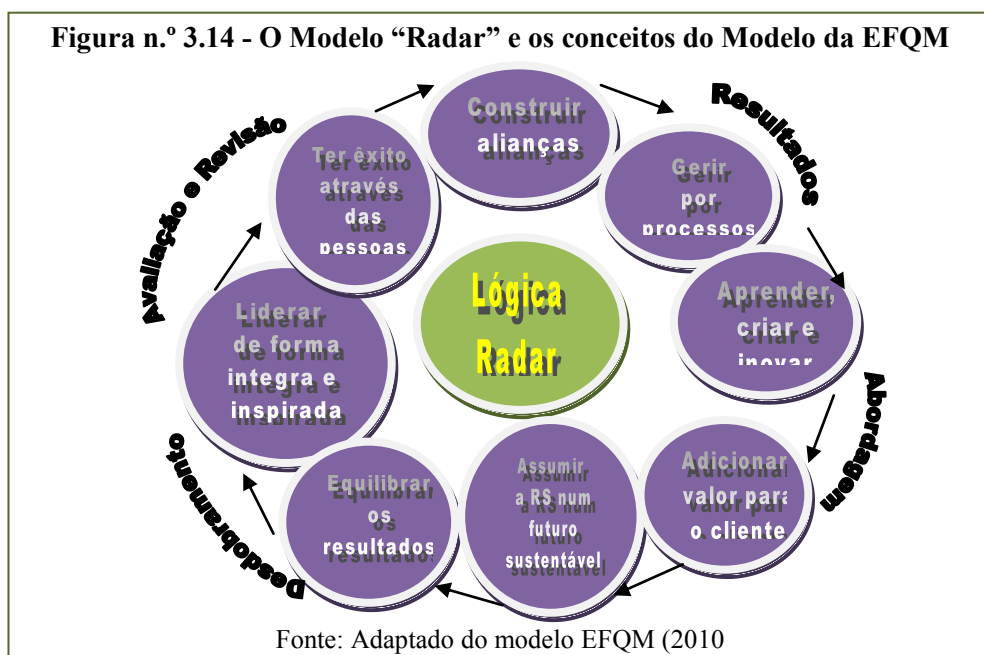 Figura n.º 3.14 - O Modelo “Radar” e os conceitos do Modelo da EFQM
Construir
alianças
Resultados
Gerir
por
processos
Aprender,
criar e
inovar
Abordagem
Adicionar
valor para
o cliente
Assumir
a RS num
futuro
sustentável
Equilibrar
os
resultados
Desdobramento
Liderar
de forma
integra e
inspirada
Avaliação e Revisão
Ter êxito
através
das
pessoas
Lógica
Radar
Fonte: Adaptado do modelo EFQM (2010